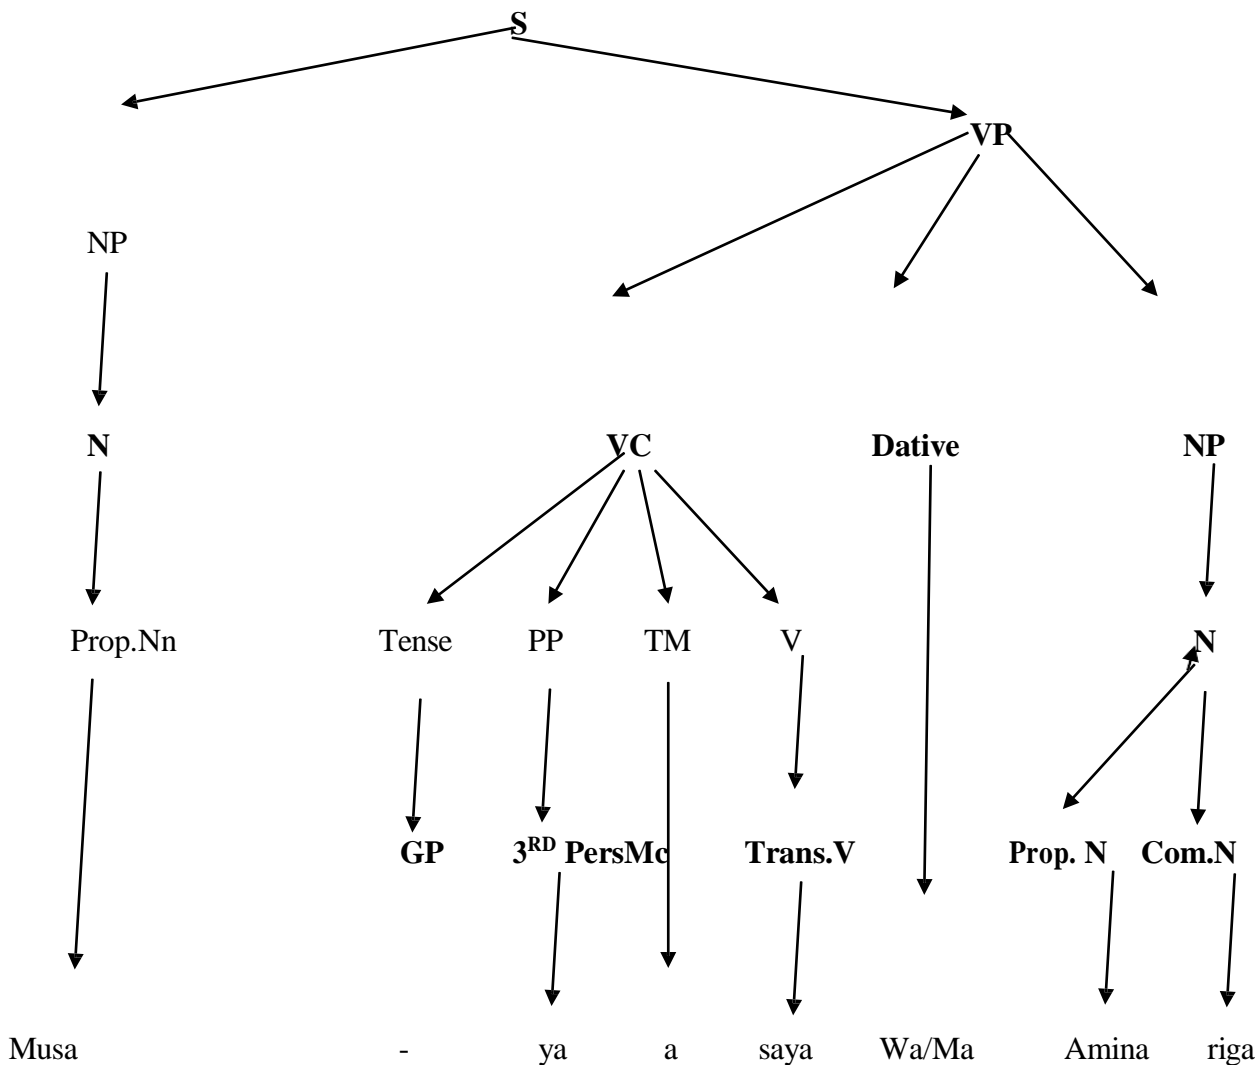 S
VP
NP
N VC Dative NP
Prop.Nn Tense PP TM V N
GP 3RD PersMc Trans.V Prop. N Com.N
Musa - ya a saya Wa/Ma Amina riga